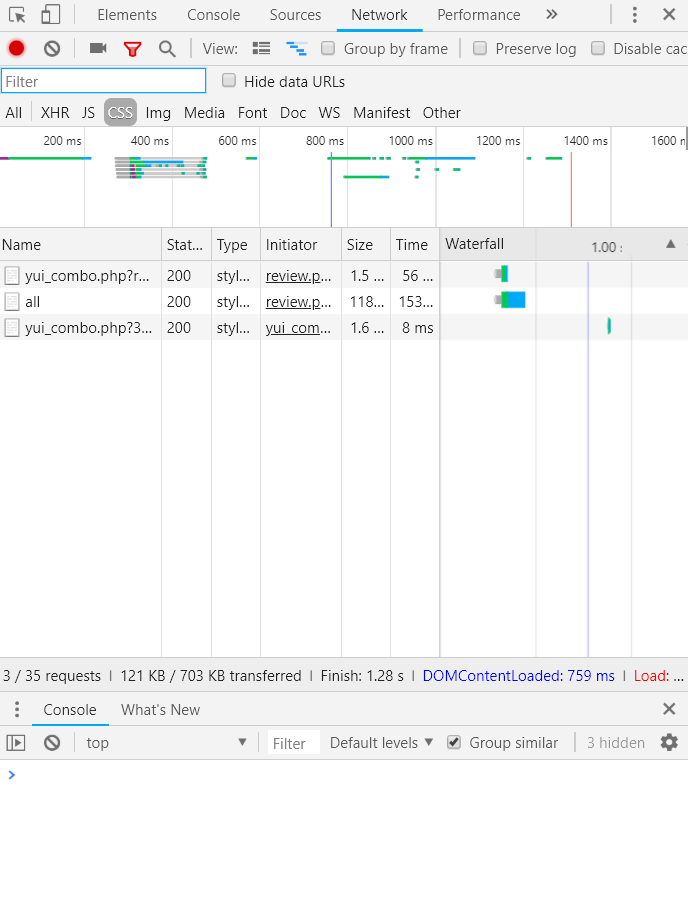 Elements Console Sources Network Performance »
View: Group by frame Preserve log Disable cac
Filter Hide data URLs
All XHR JS CSS Img Media Font Doc WS Manifest Other
200 ms 400 ms 600 ms 800 ms 1000 ms 1200 ms 1400 ms 1600 n
Name Stat... Type Initiator Size Time Waterfall 1.00 s
yui_combo.php?r... 200 styl... review.p... 1.5 ... 56 ...
all 200 styl... review.p... 118... 153...
yui_combo.php?3... 200 styl... yui_com... 1.6 ... 8 ms
3 / 35 requests | 121 KB / 703 KB transferred | Finish: 1.28 s | DOMContentLoaded: 759 ms | Load: ...
Console What's New
top Filter Default levels Group similar 3 hidden
>